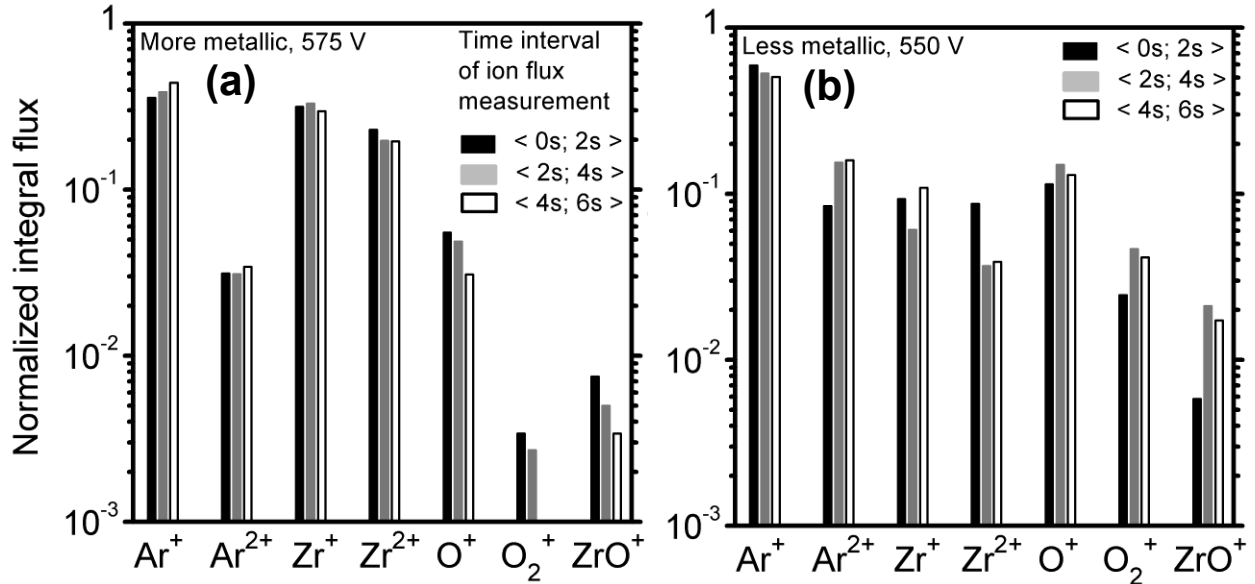 Normalized integral flux
1
10⁻¹
10⁻²
10⁻³
More metallic, 575 V
(a)
Time interval
of ion flux
measurement
< 0s; 2s >
< 2s; 4s >
< 4s; 6s >
Ar⁺ Ar²⁺ Zr⁺ Zr²⁺ O⁺ O₂⁺ ZrO⁺
1
10⁻¹
10⁻²
10⁻³
Less metallic, 550 V
(b)
< 0s; 2s >
< 2s; 4s >
< 4s; 6s >
Ar⁺ Ar²⁺ Zr⁺ Zr²⁺ O⁺ O₂⁺ ZrO⁺